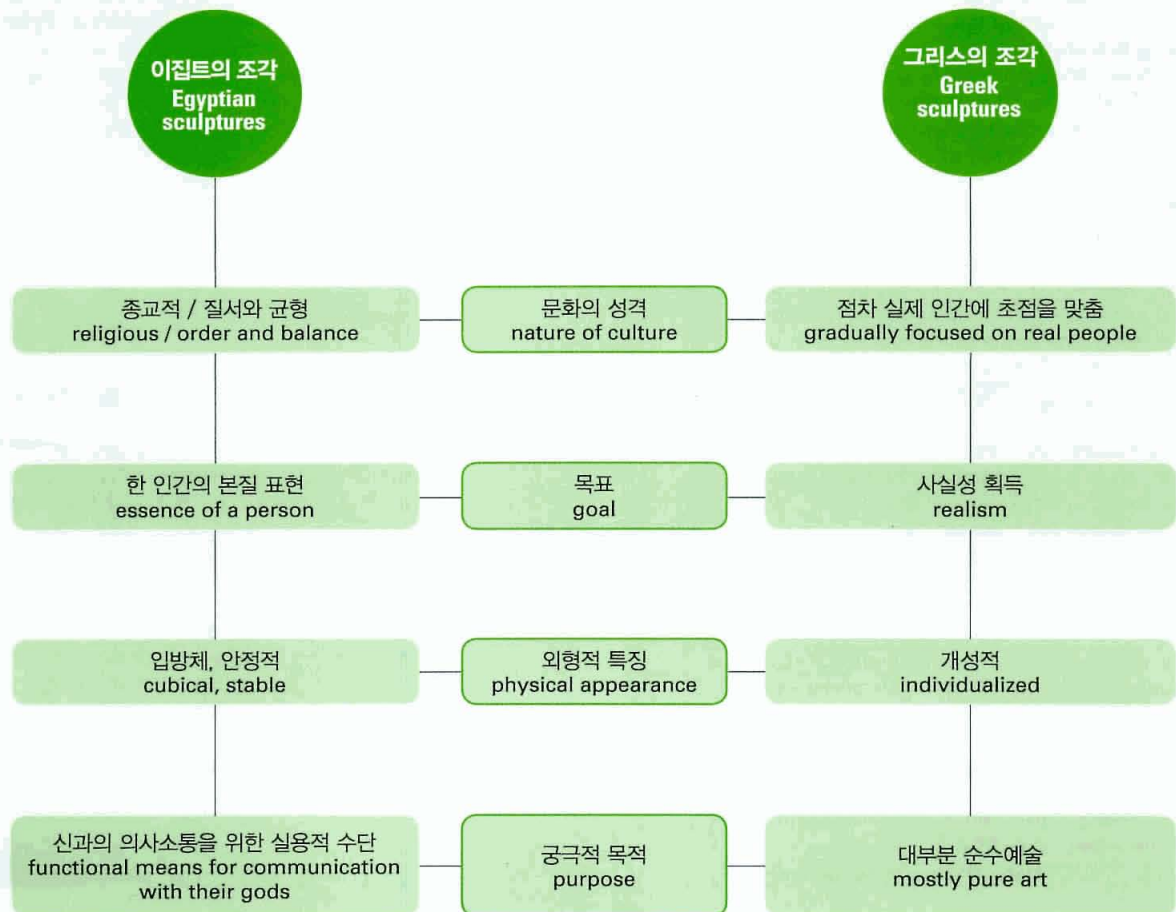 이집트의 조각
Egyptian
sculptures
그리스의 조각
Greek
sculptures
종교적 / 질서와 균형
religious / order and balance
문화의 성격
nature of culture
점차 실제 인간에 초점을 맞춤
gradually focused on real people
한 인간의 본질 표현
essence of a person
목표
goal
사실성 획득
realism
입방체, 안정적
cubical, stable
외형적 특징
physical appearance
개성적
individualized
신과의 의사소통을 위한 실용적 수단
functional means for communication
with their gods
궁극적 목적
purpose
대부분 순수예술
mostly pure art